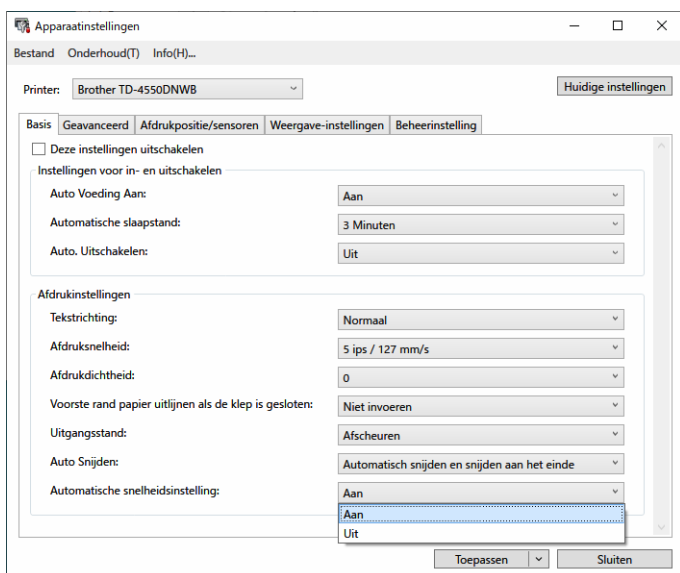 Apparaatinstellingen
Bestand Onderhoud(T) Info(H)...
Printer: Brother TD-4550DNWB Huidige instellingen
Basis Geavanceerd Afdrukpositie/sensoren Weergave-instellingen Beheerinstelling
Deze instellingen uitschakelen
Instellingen voor in- en uitschakelen
Auto Voeding Aan: Aan
Automatische slaapstand: 3 Minuten
Auto. Uitschakelen: Uit
Afdrukinstellingen
Tekstrichting: Normaal
Afdruksnelheid: 5 ips / 127 mm/s
Afdrukdichtheid: 0
Voorste rand papier uitlijnen als de klep is gesloten: Niet invoeren
Uitgangsstand: Afscheuren
Auto Snijden: Automatisch snijden en snijden aan het einde
Automatische snelheidsinstelling: Aan
Aan
Uit
Toepassen Sluiten